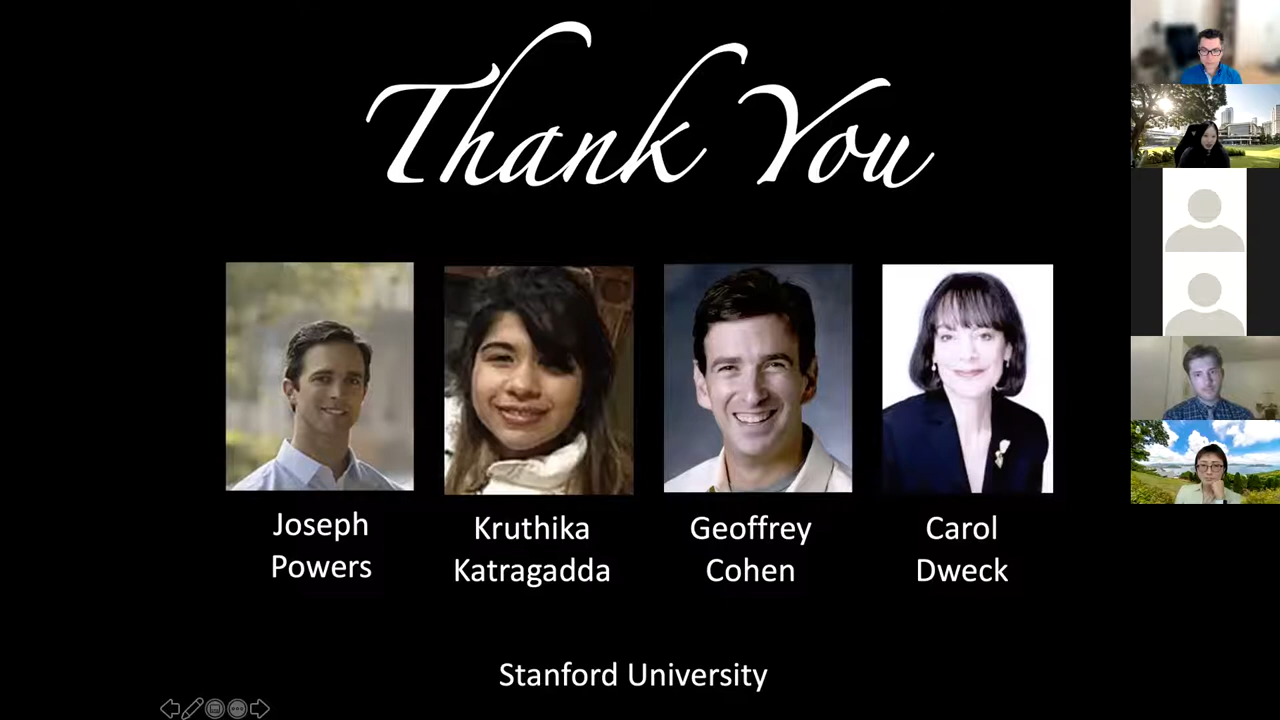 Thank You
Joseph
Powers
Kruthika
Katragadda
Geoffrey
Cohen
Carol
Dweck
Stanford University